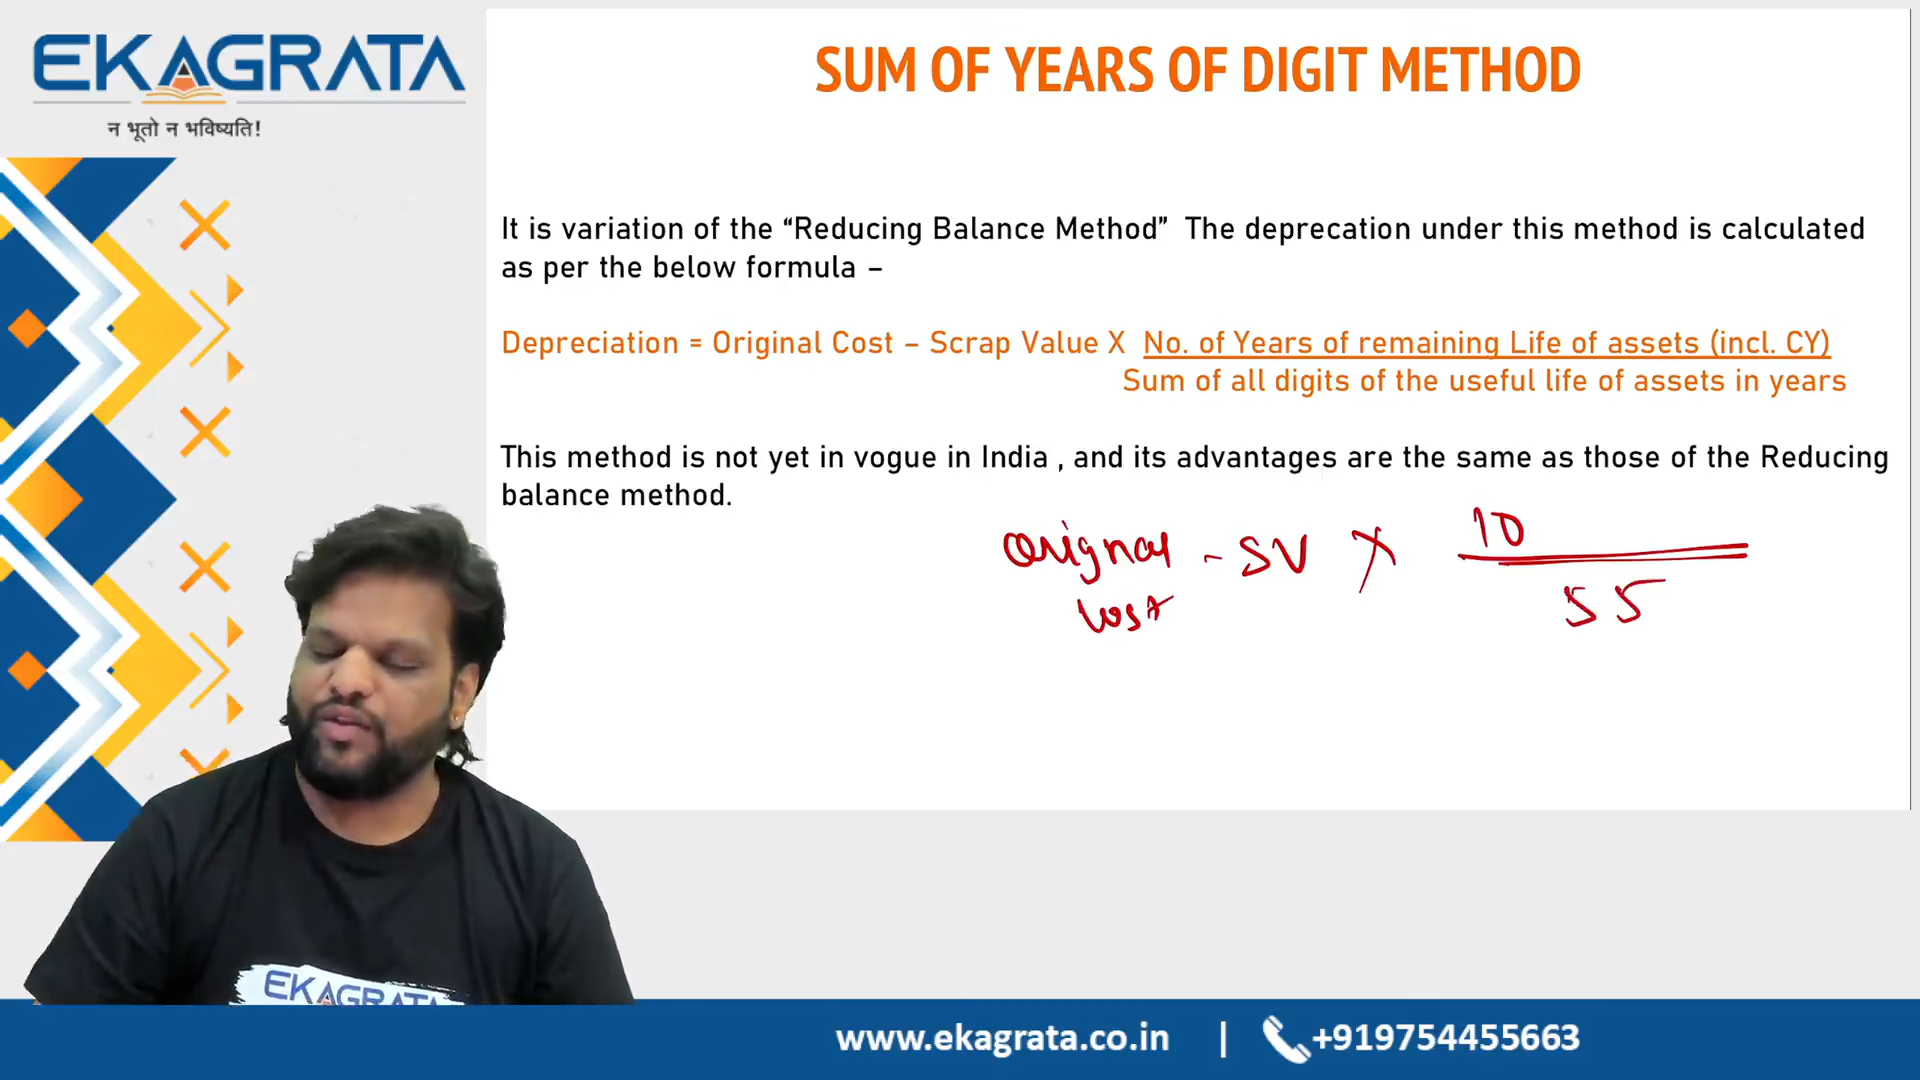 EKAGRATA
न भूतो न भविष्यति!
SUM OF YEARS OF DIGIT METHOD
It is variation of the “Reducing Balance Method” The deprecation under this method is calculated
as per the below formula –
Depreciation = Original Cost – Scrap Value X No. of Years of remaining Life of assets (incl. CY)
Sum of all digits of the useful life of assets in years
This method is not yet in vogue in India , and its advantages are the same as those of the Reducing
balance method.
Original - SV X 10
Cost 55
EKAGRATA
www.ekagrata.co.in | +919754455663